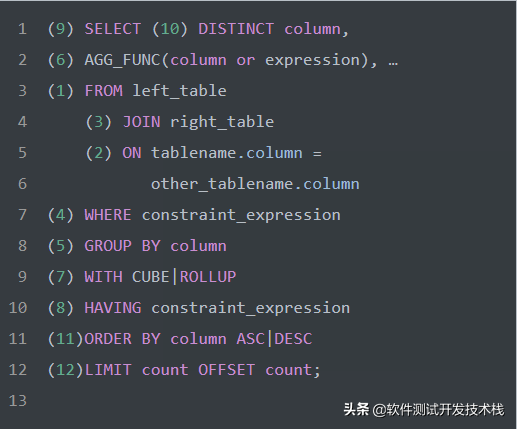 1 (9) SELECT (10) DISTINCT column,
2 (6) AGG_FUNC(column or expression), …
3 (1) FROM left_table
4 (3) JOIN right_table
5 (2) ON tablename.column =
6 other_tablename.column
7 (4) WHERE constraint_expression
8 (5) GROUP BY column
9 (7) WITH CUBE|ROLLUP
10 (8) HAVING constraint_expression
11 (11)ORDER BY column ASC|DESC
12 (12)LIMIT count OFFSET count;
13
头条 @软件测试开发技术栈